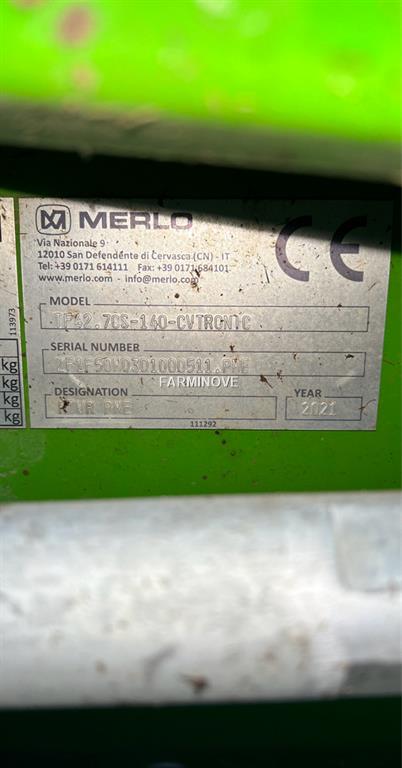 MERLO
CE
Via Nazionale 9
12010 San Defendente di Cervasca (CN) - IT
Tel: +39 0171 614111 Fax: +39 0171 684101
www.merlo.com - info@merlo.com
MODEL
TF42.7CS-140-CVTRONIC
SERIAL NUMBER
FARMINOVE
DESIGNATION
YEAR
2021
111292
113973
kg
kg
kg
kg